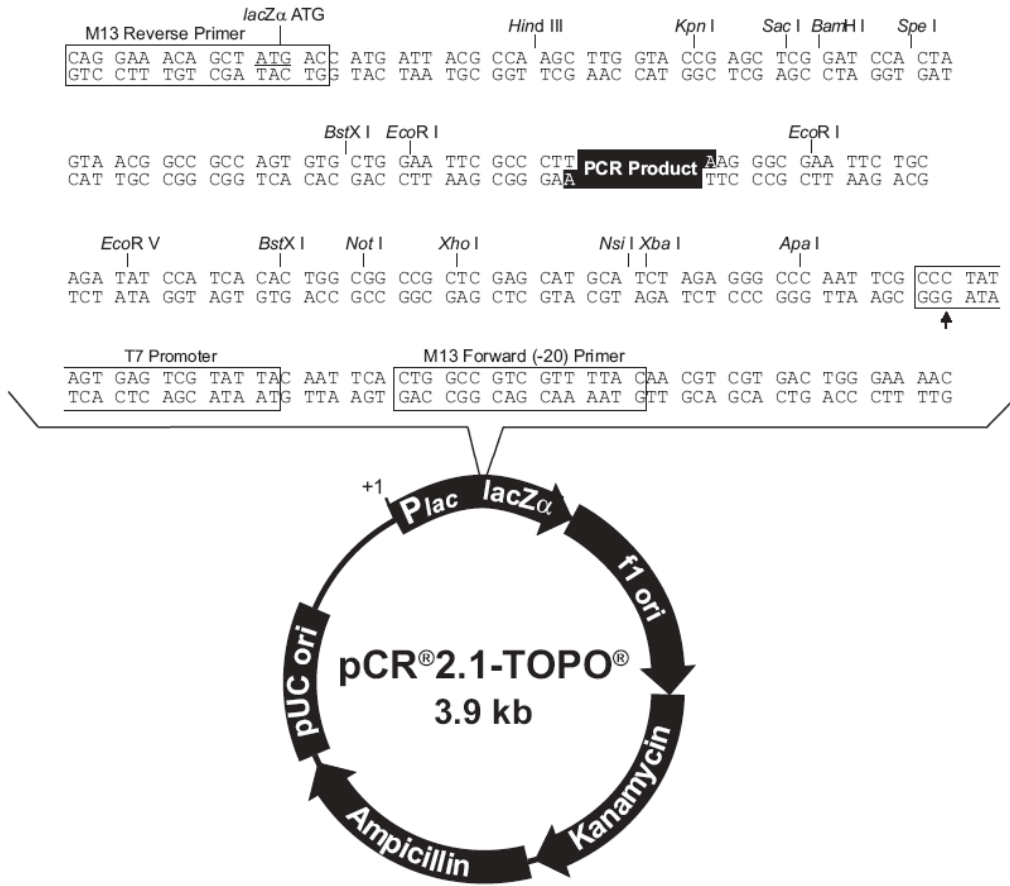 lacZα ATG
M13 Reverse Primer
Hind III Kpn I Sac I BamH I Spe I
CAG GAA ACA GCT ATG ACC ATG ATT ACG CCA AGC TTG GTA CCG AGC TCG GAT CCA CTA
GTC CTT TGT CGA TAC TGG TAC TAA TGC GGT TCG AAC CAT GGC TCG AGC CTA GGT GAT
BstX I EcoR I EcoR I
GTA ACG GCC GCC AGT GTG CTG GAA TTC GCC CTT PCR Product AAG GGC GAA TTC TGC
CAT TGC CGG CGG TCA CAC GAC CTT AAG CGG GAA TTC CCG CTT AAG ACG
EcoR V BstX I Not I Xho I Nsi I Xba I Apa I
AGA TAT CCA TCA CAC TGG CGG CCG CTC GAG CAT GCA TCT AGA GGG CCC AAT TCG CCC TAT
TCT ATA GGT AGT GTG ACC GCC GGC GAG CTC GTA CGT AGA TCT CCC GGG TTA AGC GGG ATA
T7 Promoter M13 Forward (-20) Primer
AGT GAG TCG TAT TAC AAT TCA CTG GCC GTC GTT TTA CAA CGT CGT GAC TGG GAA AAC
TCA CTC AGC ATA ATG TTA AGT GAC CGG CAG CAA AAT GTT GCA GCA CTG ACC CTT TTG
+1
Plac lacZα
f1 ori
pCR®2.1-TOPO®
3.9 kb
pUC ori
Kanamycin
Ampicillin